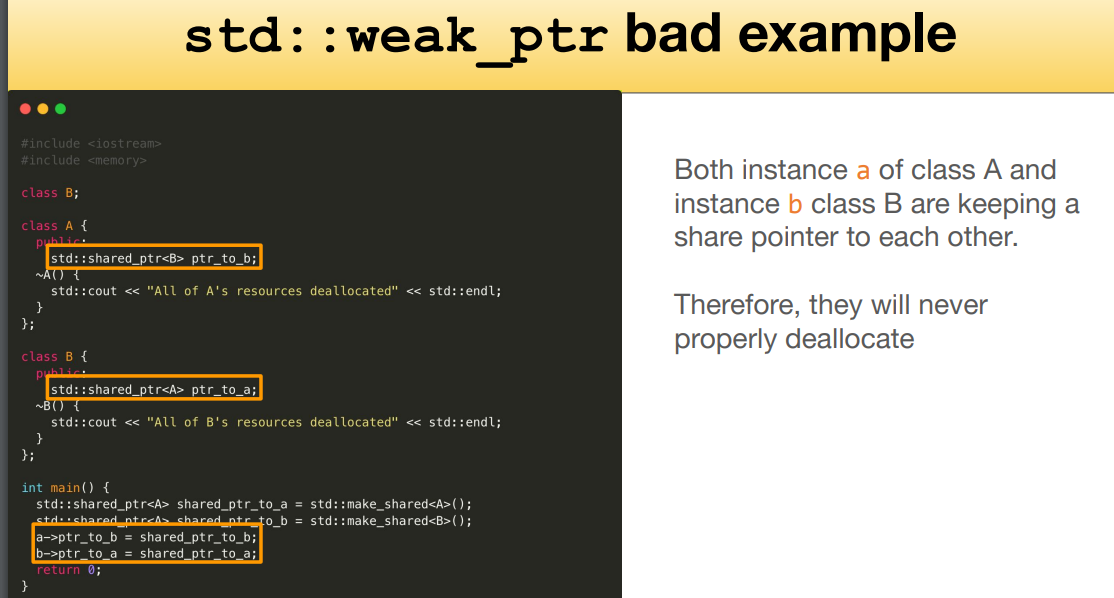 std::weak_ptr bad example
#include <iostream>
#include <memory>
class B;
class A {
public:
std::shared_ptr<B> ptr_to_b;
~A() {
std::cout << "All of A's resources deallocated" << std::endl;
}
};
class B {
public:
std::shared_ptr<A> ptr_to_a;
~B() {
std::cout << "All of B's resources deallocated" << std::endl;
}
};
int main() {
std::shared_ptr<A> shared_ptr_to_a = std::make_shared<A>();
std::shared_ptr<A> shared_ptr_to_b = std::make_shared<B>();
a->ptr_to_b = shared_ptr_to_b;
b->ptr_to_a = shared_ptr_to_a;
return 0;
}
Both instance a of class A and
instance b class B are keeping a
share pointer to each other.
Therefore, they will never
properly deallocate